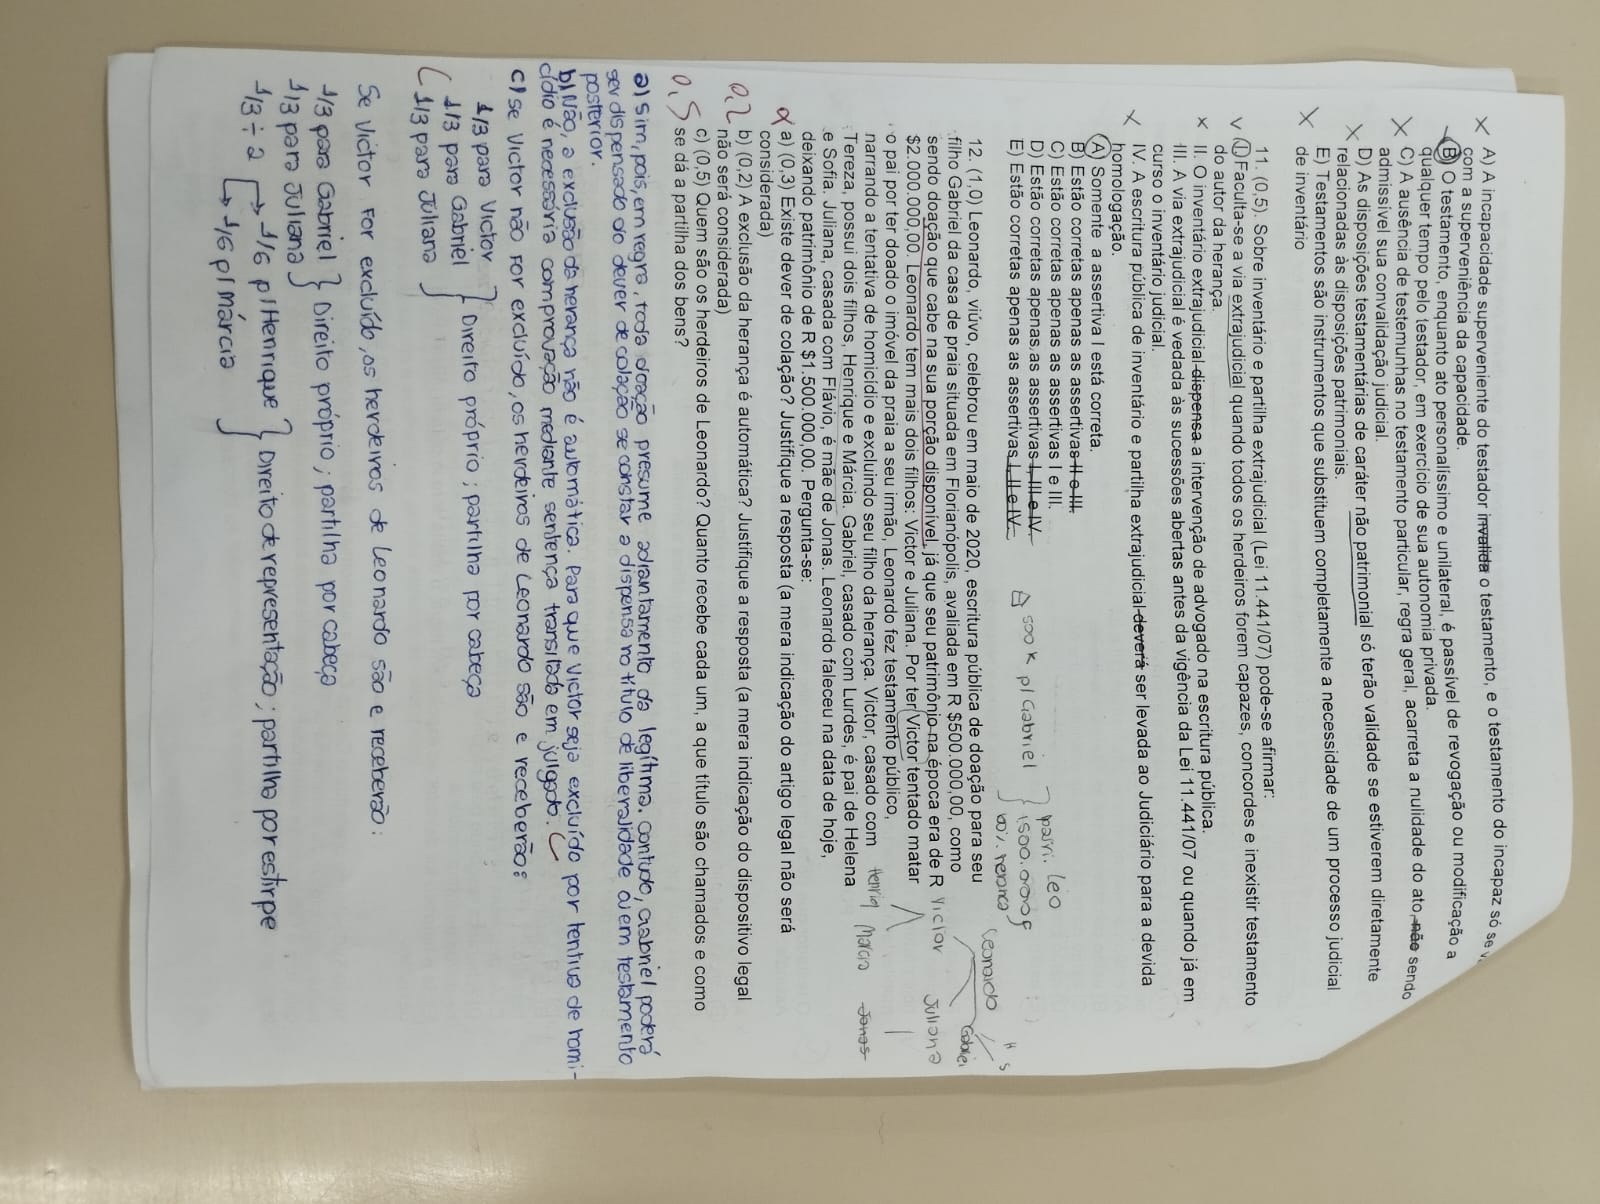 X A) A incapacidade superveniente do testador invalida o testamento, e o testamento do incapaz só se v
com a superveniência da capacidade.
B) O testamento, enquanto ato personalíssimo e unilateral, é passível de revogação ou modificação a
qualquer tempo pelo testador, em exercício de sua autonomia privada.
X C) A ausência de testemunhas no testamento particular, regra geral, acarreta a nulidade do ato, não sendo
admissível sua convalidação judicial.
X D) As disposições testamentárias de caráter não patrimonial só terão validade se estiverem diretamente
relacionadas às disposições patrimoniais.
X E) Testamentos são instrumentos que substituem completamente a necessidade de um processo judicial
de inventário
11. (0,5). Sobre inventário e partilha extrajudicial (Lei 11.441/07) pode-se afirmar:
V I. Faculta-se a via extrajudicial quando todos os herdeiros forem capazes, concordes e inexistir testamento
do autor da herança.
X II. O inventário extrajudicial dispensa a intervenção de advogado na escritura pública.
III. A via extrajudicial é vedada às sucessões abertas antes da vigência da Lei 11.441/07 ou quando já em
curso o inventário judicial.
X IV. A escritura pública de inventário e partilha extrajudicial deverá ser levada ao Judiciário para a devida
homologação.
A) Somente a assertiva I está correta.
B) Estão corretas apenas as assertivas II e III.
C) Estão corretas apenas as assertivas I e III.
D) Estão corretas apenas as assertivas I, III e IV.
E) Estão corretas apenas as assertivas I, II e IV.
500 K p/ Gabriel
pam. Leo
1500.000,00
12. (1,0) Leonardo, viúvo, celebrou em maio de 2020, escritura pública de doação para seu
filho Gabriel da casa de praia situada em Florianópolis, avaliada em R $500.000,00, como
sendo doação que cabe na sua porção disponível, já que seu patrimônio na época era de R
$2.000.000,00. Leonardo tem mais dois filhos: Victor e Juliana. Por ter Victor tentado matar
o pai por ter doado o imóvel da praia a seu irmão, Leonardo fez testamento público,
narrando a tentativa de homicídio e excluindo seu filho da herança. Victor, casado com
Tereza, possui dois filhos, Henrique e Márcia. Gabriel, casado com Lurdes, é pai de Helena
e Sofia. Juliana, casada com Flávio, é mãe de Jonas. Leonardo faleceu na data de hoje,
deixando patrimônio de R $1.500.000,00. Pergunta-se:
Leonardo
H S
Victor Juliana Gabriel
Marcia Jonas
a) (0,3) Existe dever de colação? Justifique a resposta (a mera indicação do artigo legal não será
considerada)
0,2 b) (0,2) A exclusão da herança é automática? Justifique a resposta (a mera indicação do dispositivo legal
não será considerada)
0,5 c) (0,5) Quem são os herdeiros de Leonardo? Quanto recebe cada um, a que título são chamados e como
se dá a partilha dos bens?
a) Sim, pois, em regra, toda doação presume adiantamento da legítima. Contudo, Gabriel poderá
ser dispensado do dever de colação se constar a dispensa no título de liberalidade ou em testamento
posterior.
b) Não, a exclusão da herança não é automática. Para que Victor seja excluído por tentiva de homi-
cídio é necessária comprovação mediante sentença transitada em julgado.
c) Se Victor não for excluído, os herdeiros de Leonardo são e receberão:
1/3 para Victor
1/3 para Gabriel } Direito próprio; partilha por cabeça
1/3 para Juliana
Se Victor for excluído, os herdeiros de Leonardo são e receberão:
1/3 para Gabriel } Direito próprio; partilha por cabeça
1/3 para Juliana
1/3 ÷ 2 → 1/6 p/ Henrique } Direito de representação; partilha por estirpe
→ 1/6 p/ márcia